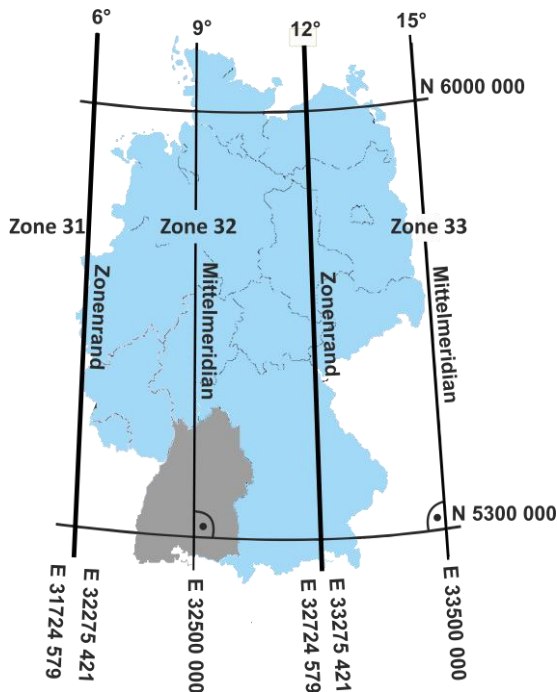 6°
9°
12°
15°
N 6000 000
Zone 31
Zone 32
Zone 33
Zonenrand
Mittelmeridian
Zonenrand
Mittelmeridian
N 5300 000
E 31724 579
E 32275 421
E 32500 000
E 32724 579
E 33275 421
E 33500 000